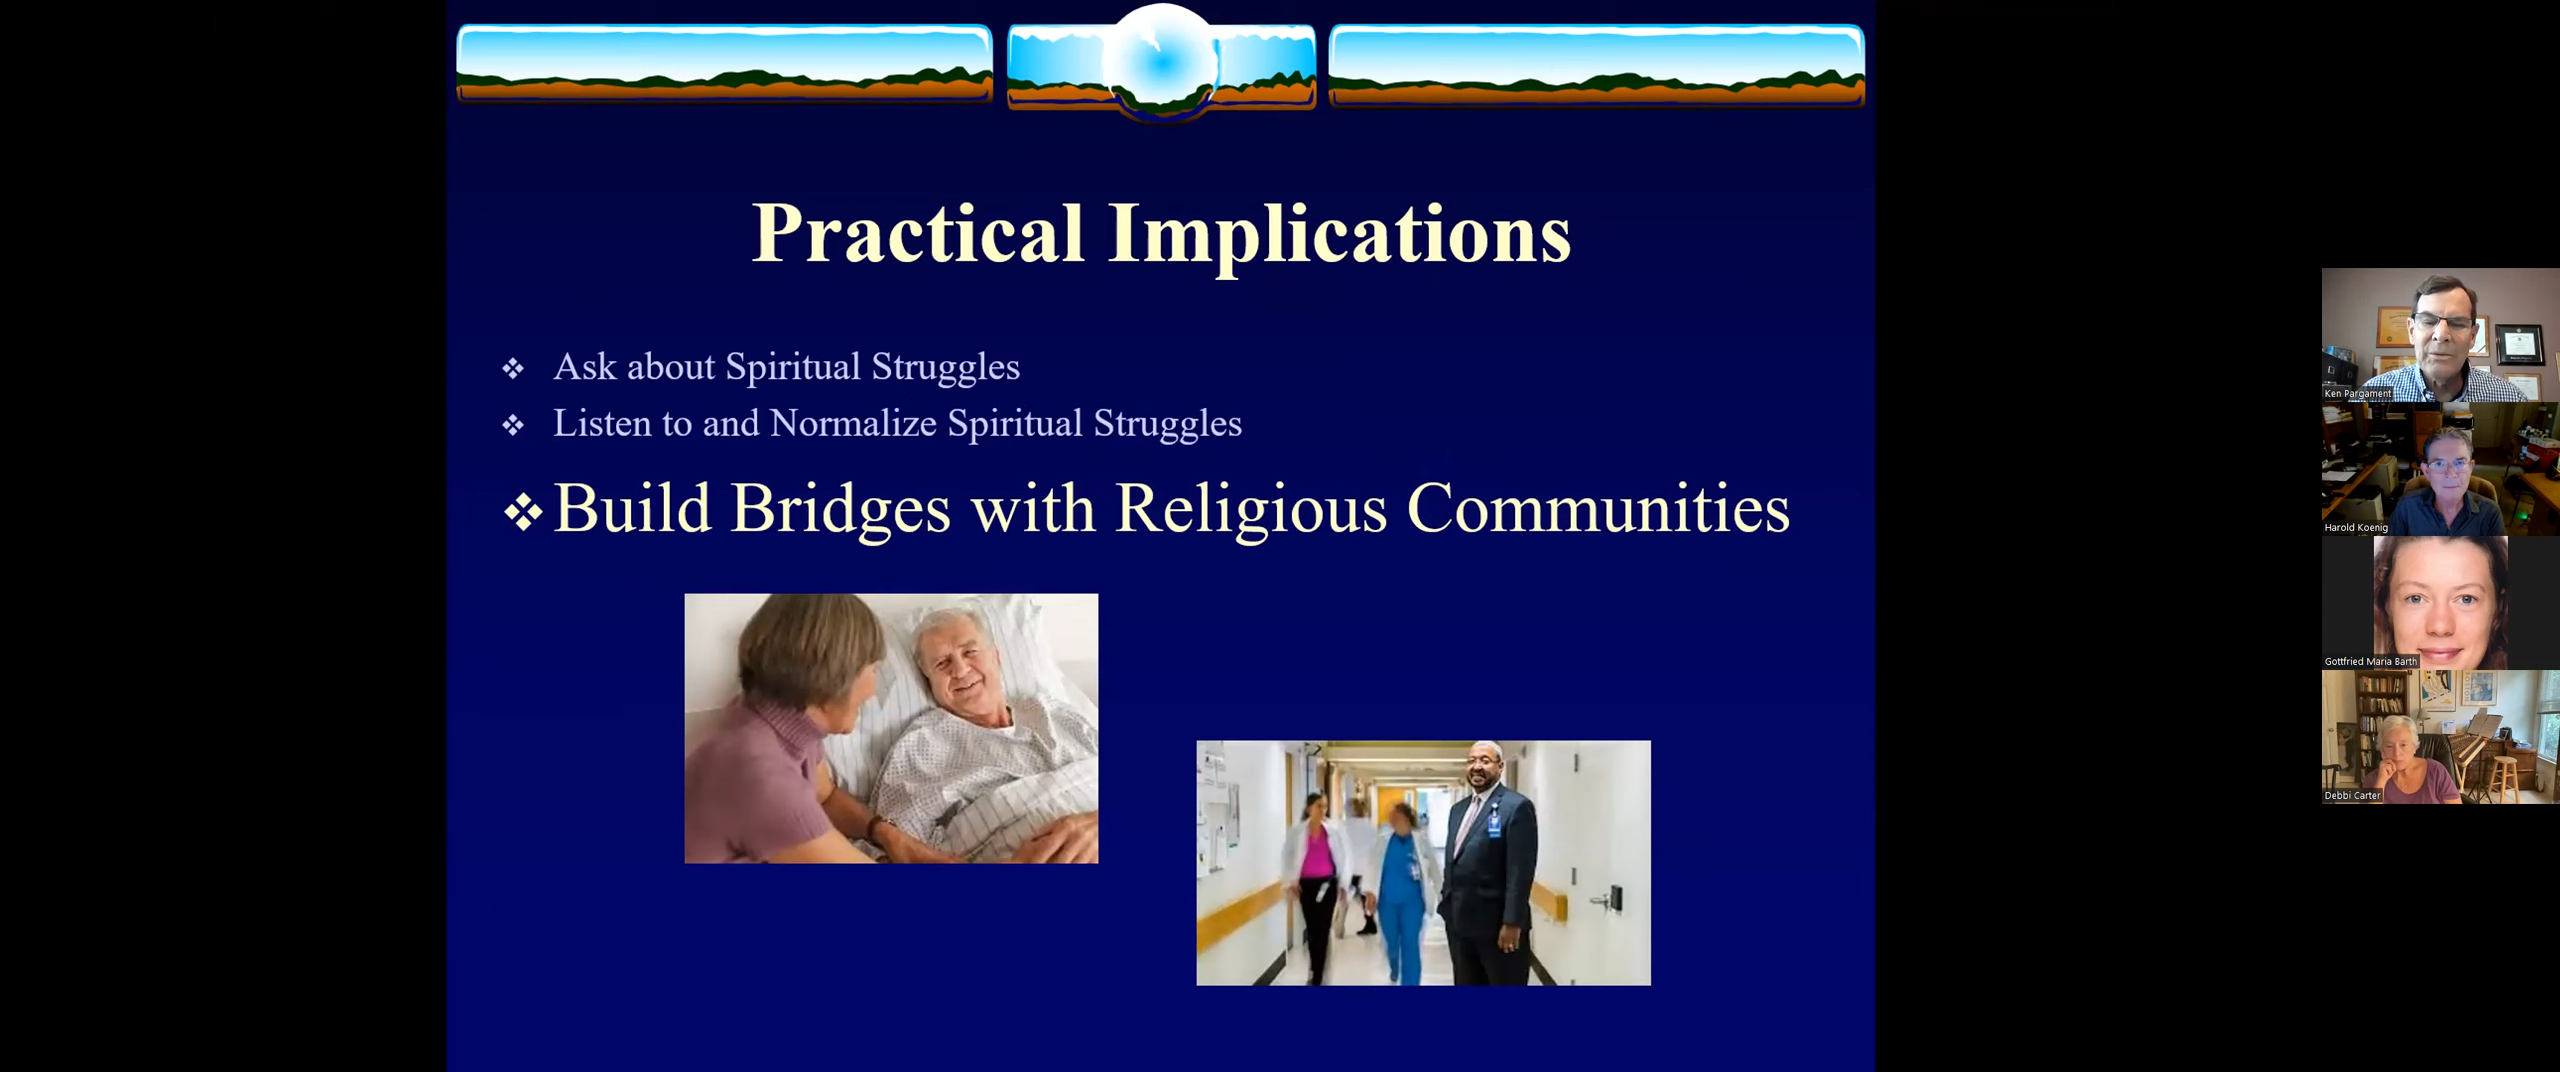 Practical Implications
❖ Ask about Spiritual Struggles
❖ Listen to and Normalize Spiritual Struggles
❖ Build Bridges with Religious Communities
Ken Pargament
Harold Koenig
Gottfried Maria Barth
Debbi Carter